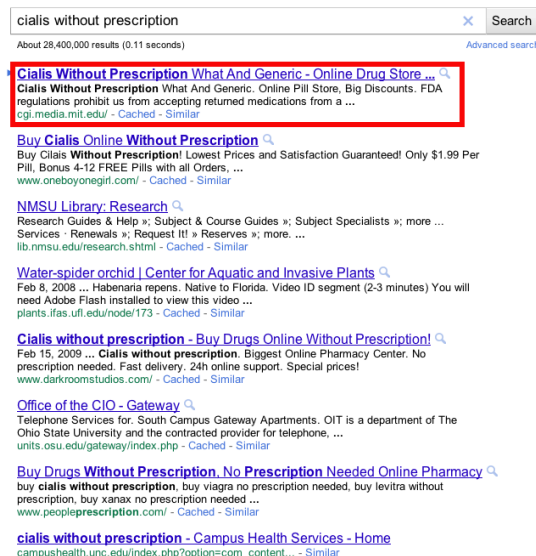 cialis without prescription × Search
About 28,400,000 results (0.11 seconds) Advanced search
Cialis Without Prescription What And Generic - Online Drug Store ...
Cialis Without Prescription What And Generic. Online Pill Store, Big Discounts. FDA
regulations prohibit us from accepting returned medications from a ...
cgi.media.mit.edu/ - Cached - Similar
Buy Cialis Online Without Prescription
Buy Cilais Without Prescription! Lowest Prices and Satisfaction Guaranteed! Only $1.99 Per
Pill, Bonus 4-12 FREE Pills with all Orders, ...
www.oneboyonegirl.com/ - Cached - Similar
NMSU Library: Research
Research Guides & Help »; Subject & Course Guides »; Subject Specialists »; more ...
Services · Renewals »; Request It! » Reserves »; more. ...
lib.nmsu.edu/research.shtml - Cached - Similar
Water-spider orchid | Center for Aquatic and Invasive Plants
Feb 8, 2008 ... Habenaria repens. Native to Florida. Video ID segment (2-3 minutes) You will
need Adobe Flash installed to view this video ...
plants.ifas.ufl.edu/node/173 - Cached - Similar
Cialis without prescription - Buy Drugs Online Without Prescription!
Feb 15, 2009 ... Cialis without prescription. Biggest Online Pharmacy Center. No
prescription needed. Fast delivery. 24h online support. Special prices!
www.darkroomstudios.com/ - Cached - Similar
Office of the CIO - Gateway
Telephone Services for. South Campus Gateway Apartments. OIT is a department of The
Ohio State University and the contracted provider for telephone, ...
units.osu.edu/gateway/index.php - Cached - Similar
Buy Drugs Without Prescription, No Prescription Needed Online Pharmacy
buy cialis without prescription, buy viagra no prescription needed, buy levitra without
prescription, buy xanax no prescription needed ...
www.peopleprescription.com/ - Cached - Similar
cialis without prescription - Campus Health Services - Home
campushealth.unc.edu/index.php?option=com_content... - Similar